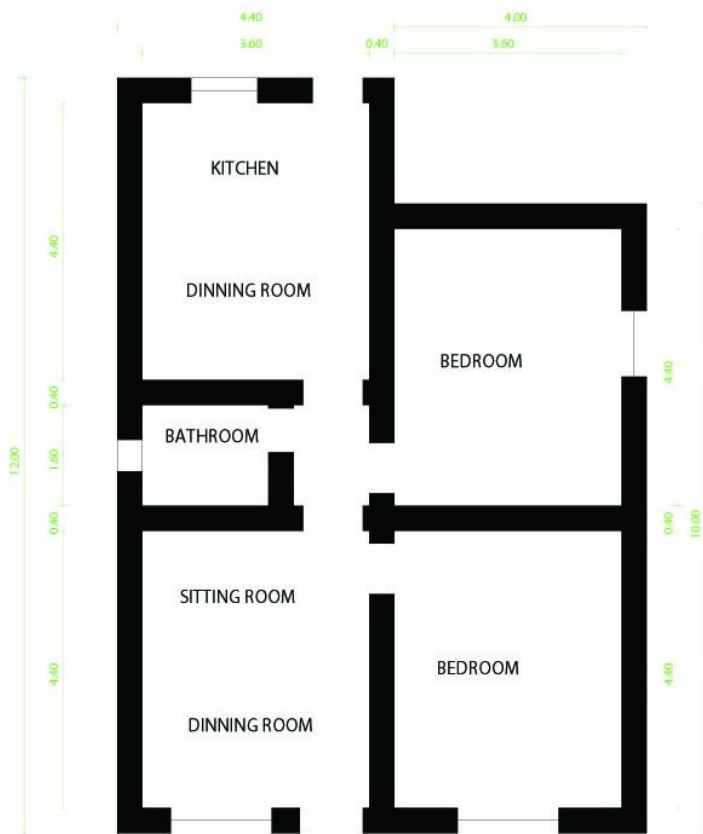 4.40
4.00
3.60
0.40
3.60
KITCHEN
4.40
DINNING ROOM
BEDROOM
4.40
0.40
BATHROOM
1.60
12.00
0.40
0.40
10.00
SITTING ROOM
4.40
BEDROOM
4.40
DINNING ROOM